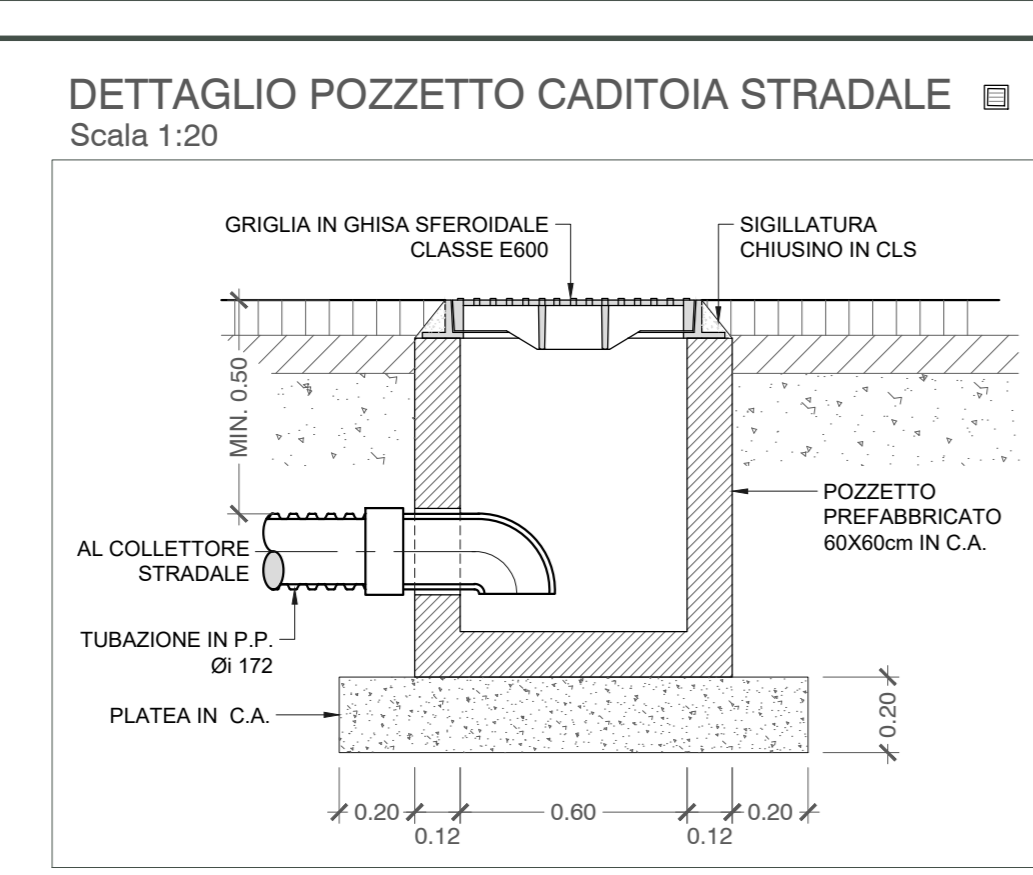 DETTAGLIO POZZETTO CADITOIA STRADALE
Scala 1:20
GRIGLIA IN GHISA SFEROIDALE
CLASSE E600
SIGILLATURA
CHIUSINO IN CLS
MIN. 0.50
POZZETTO
PREFABBRICATO
60X60cm IN C.A.
AL COLLETTORE
STRADALE
TUBAZIONE IN P.P.
Øi 172
PLATEA IN C.A.
0.20
0.20
0.12
0.60
0.12
0.20